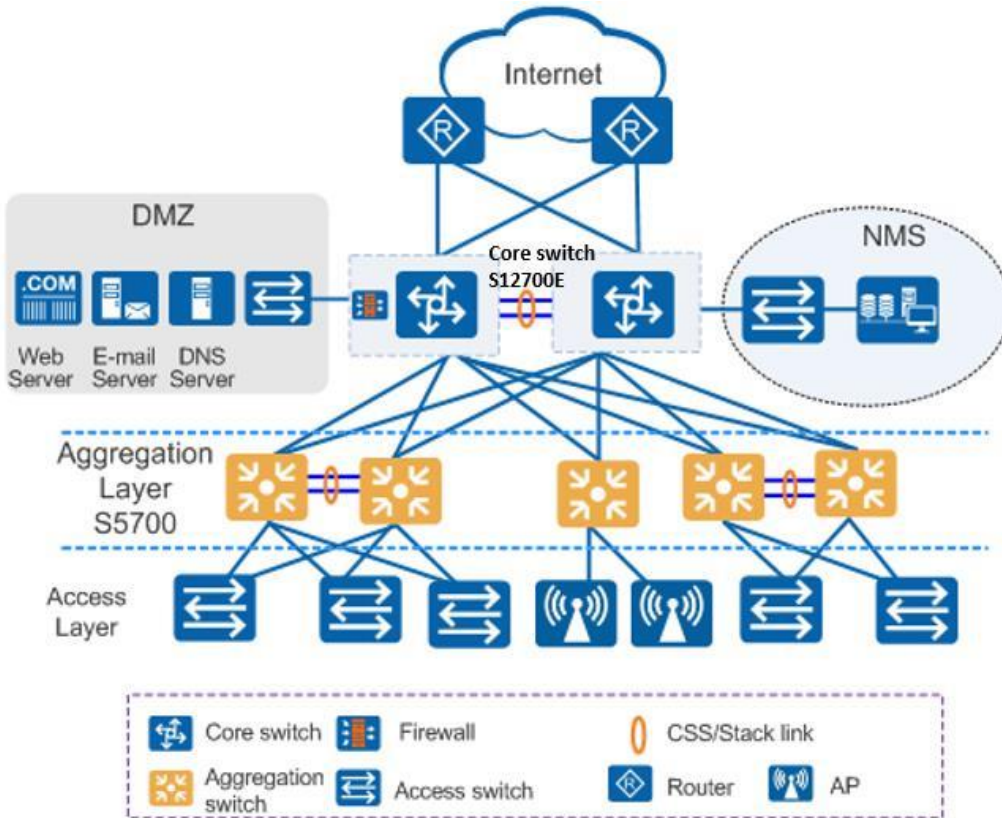 Internet
R
R
DMZ
Core switch
S12700E
NMS
.COM
Web
Server
E-mail
Server
DNS
Server
Aggregation
Layer
S5700
Access
Layer
Core switch
Firewall
CSS/Stack link
Aggregation
switch
Access switch
R
Router
AP